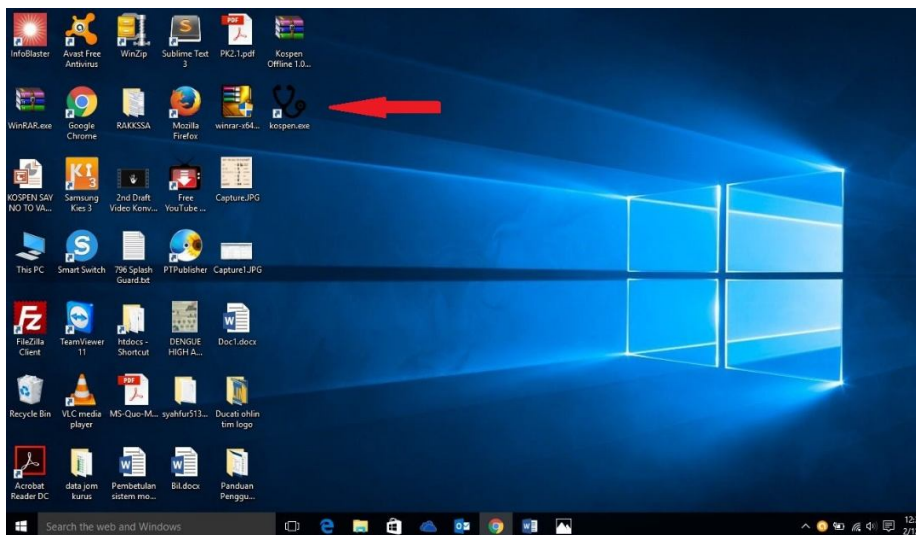 InfoBlaster
Avast Free
Antivirus
WinZip
Sublime Text
3
PK2.1.pdf
Kospen
Offline 1.0...
WinRAR.exe
Google
Chrome
RAKKSSA
Mozilla
Firefox
winrar-x64...
kospen.exe
KOSPEN SAY
NO TO VA...
Samsung
Kies 3
2nd Draft
Video Konv...
Free
YouTube ...
Capture.JPG
This PC
Smart Switch
796 Splash
Guard.txt
PTPublisher
Capture1.JPG
FileZilla
Client
TeamViewer
11
htdocs -
Shortcut
DENGUE
HIGH A...
Doc1.docx
Recycle Bin
VLC media
player
MS-Quo-M...
syahfur513...
Ducati ohlin
tim logo
Acrobat
Reader DC
data jom
kurus
Pembetulan
sistem mo...
Bil.docx
Panduan
Penggu...
Search the web and Windows